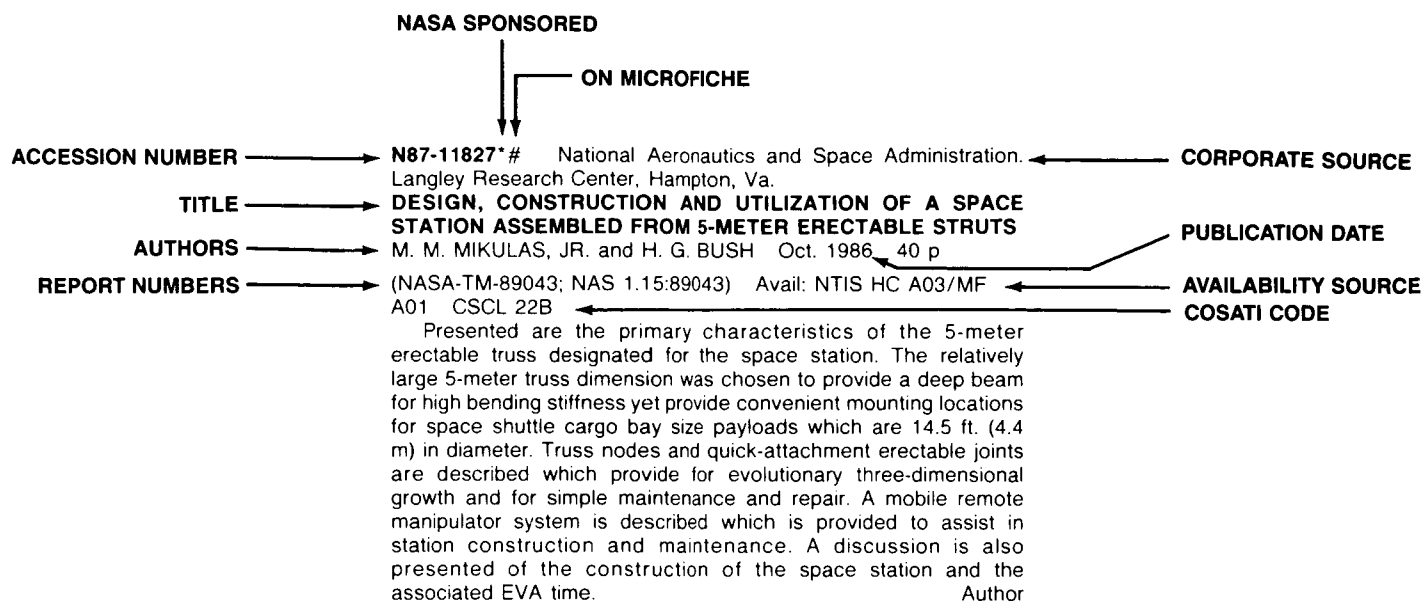 NASA SPONSORED
ON MICROFICHE
ACCESSION NUMBER N87-11827*# National Aeronautics and Space Administration. CORPORATE SOURCE
Langley Research Center, Hampton, Va.
TITLE DESIGN, CONSTRUCTION AND UTILIZATION OF A SPACE
STATION ASSEMBLED FROM 5-METER ERECTABLE STRUTS
PUBLICATION DATE
AUTHORS M. M. MIKULAS, JR. and H. G. BUSH Oct. 1986 40 p
REPORT NUMBERS (NASA-TM-89043; NAS 1.15:89043) Avail: NTIS HC A03/MF AVAILABILITY SOURCE
A01 CSCL 22B COSATI CODE
Presented are the primary characteristics of the 5-meter
erectable truss designated for the space station. The relatively
large 5-meter truss dimension was chosen to provide a deep beam
for high bending stiffness yet provide convenient mounting locations
for space shuttle cargo bay size payloads which are 14.5 ft. (4.4
m) in diameter. Truss nodes and quick-attachment erectable joints
are described which provide for evolutionary three-dimensional
growth and for simple maintenance and repair. A mobile remote
manipulator system is described which is provided to assist in
station construction and maintenance. A discussion is also
presented of the construction of the space station and the
associated EVA time. Author